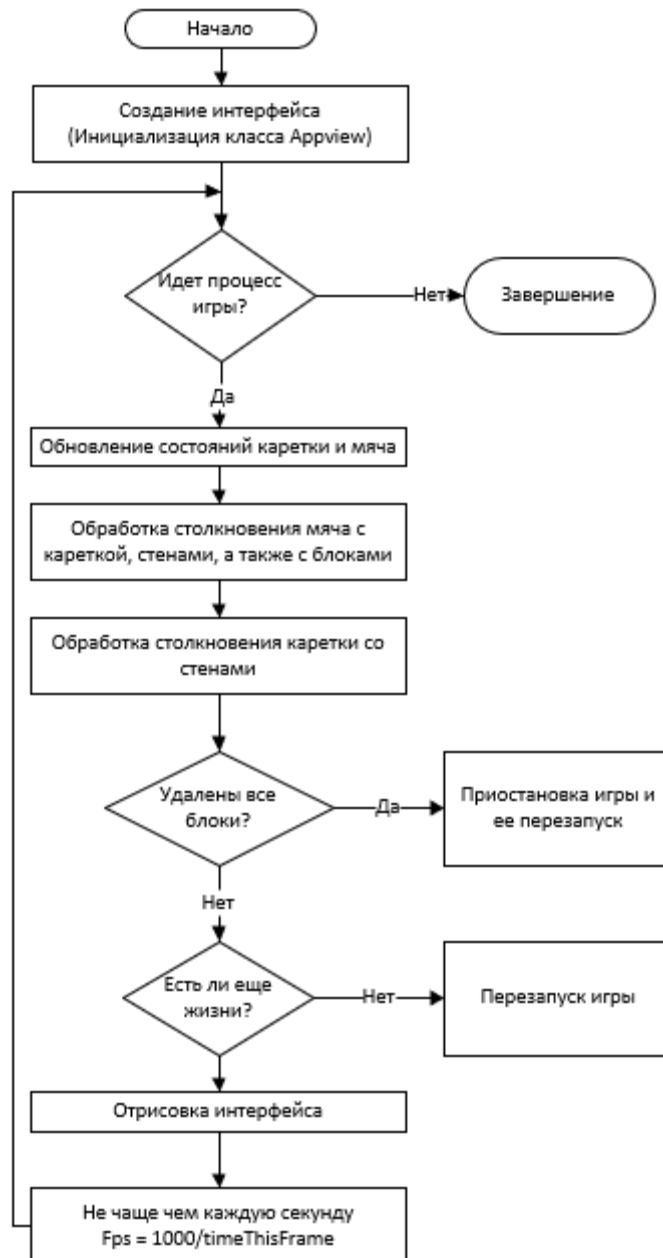 Начало
Создание интерфейса
(Инициализация класса Appview)
Идет процесс
игры?
Нет
Завершение
Да
Обновление состояний каретки и мяча
Обработка столкновения мяча с
кареткой, стенами, а также с блоками
Обработка столкновения каретки со
стенами
Удалены все
блоки?
Да
Приостановка игры и
ее перезапуск
Нет
Есть ли еще
жизни?
Нет
Перезапуск игры
Отрисовка интерфейса
Не чаще чем каждую секунду
Fps = 1000/timeThisFrame